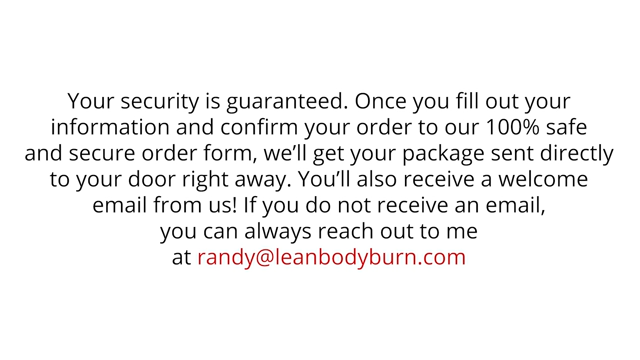 Your security is guaranteed. Once you fill out your
information and confirm your order to our 100% safe
and secure order form, we’ll get your package sent directly
to your door right away. You’ll also receive a welcome
email from us! If you do not receive an email,
you can always reach out to me
at randy@leanbodyburn.com